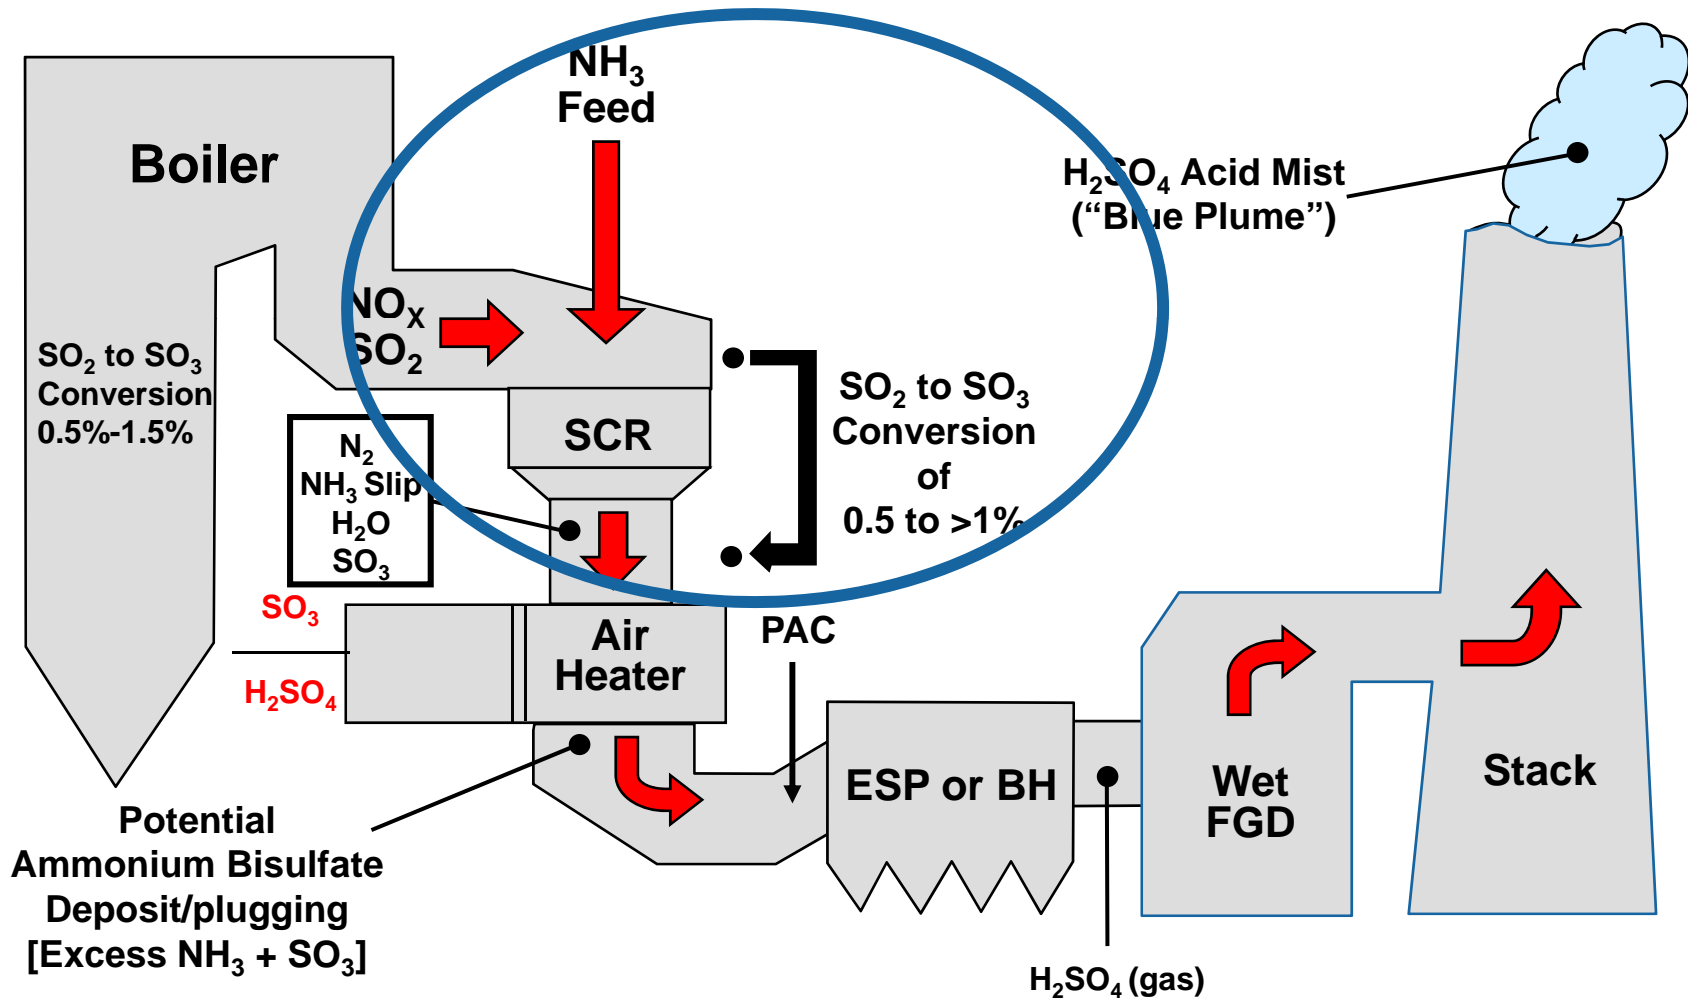 NH₃
Feed
Boiler
H₂SO₄ Acid Mist
(“Blue Plume”)
NOX
SO₂
SO₂ to SO₃
Conversion
0.5%-1.5%
SO₂ to SO₃
Conversion
of
0.5 to >1%
SCR
N₂
NH₃ Slip
H₂O
SO₃
SO₃
H₂SO₄
Air
Heater
PAC
ESP or BH
Wet
FGD
Stack
Potential
Ammonium Bisulfate
Deposit/plugging
[Excess NH₃ + SO₃]
H₂SO₄ (gas)